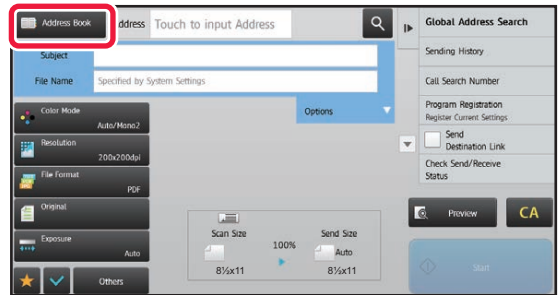 Address Book
ddress
Touch to input Address
Global Address Search
Subject
Sending History
File Name
Specified by System Settings
Call Search Number
Color Mode
Auto/Mono2
Options
Program Registration
Register Current Settings
Resolution
200x200dpi
Send
Destination Link
File Format
PDF
Check Send/Receive
Status
Original
Preview
CA
Scan Size
100%
Send Size
Auto
Exposure
Auto
8½x11
8½x11
Start
Others